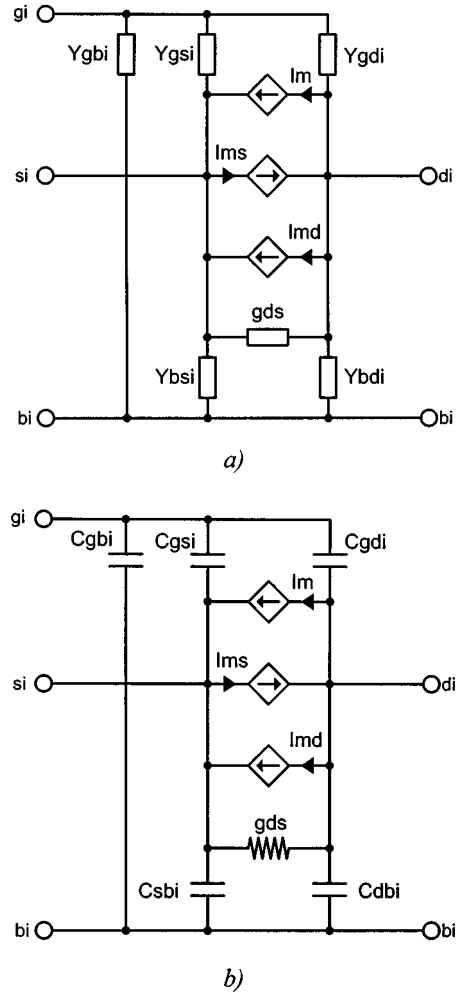 gi
Ygbi Ygsi Ygdi
Im
si Ims di
Imd
gds
Ybsi Ybdi
bi bi
a)
gi
Cgbi Cgsi Cgdi
Im
si Ims di
Imd
gds
Csbi Cdbi
bi bi
b)